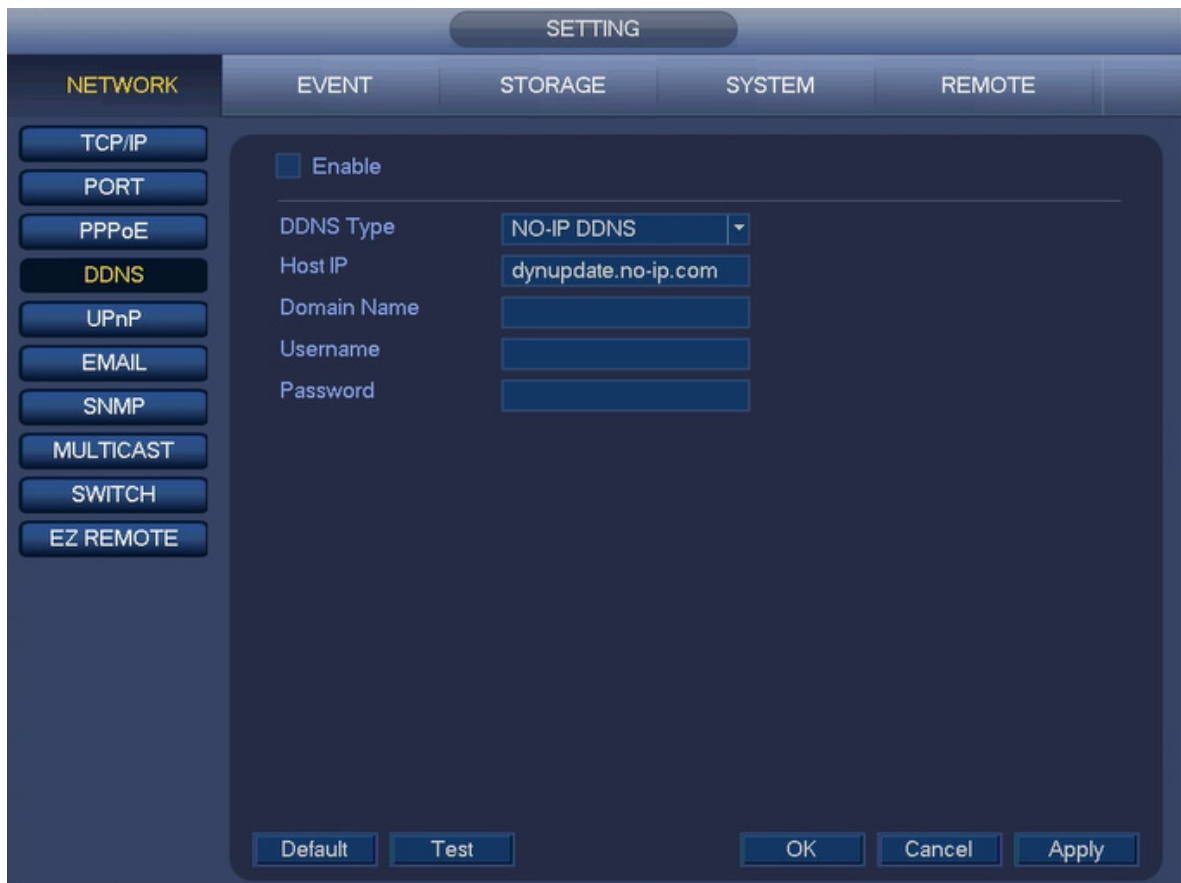 SETTING
NETWORK EVENT STORAGE SYSTEM REMOTE
TCP/IP
PORT
PPPoE
DDNS
UPnP
EMAIL
SNMP
MULTICAST
SWITCH
EZ REMOTE
Enable
DDNS Type NO-IP DDNS
Host IP dynupdate.no-ip.com
Domain Name
Username
Password
Default Test OK Cancel Apply